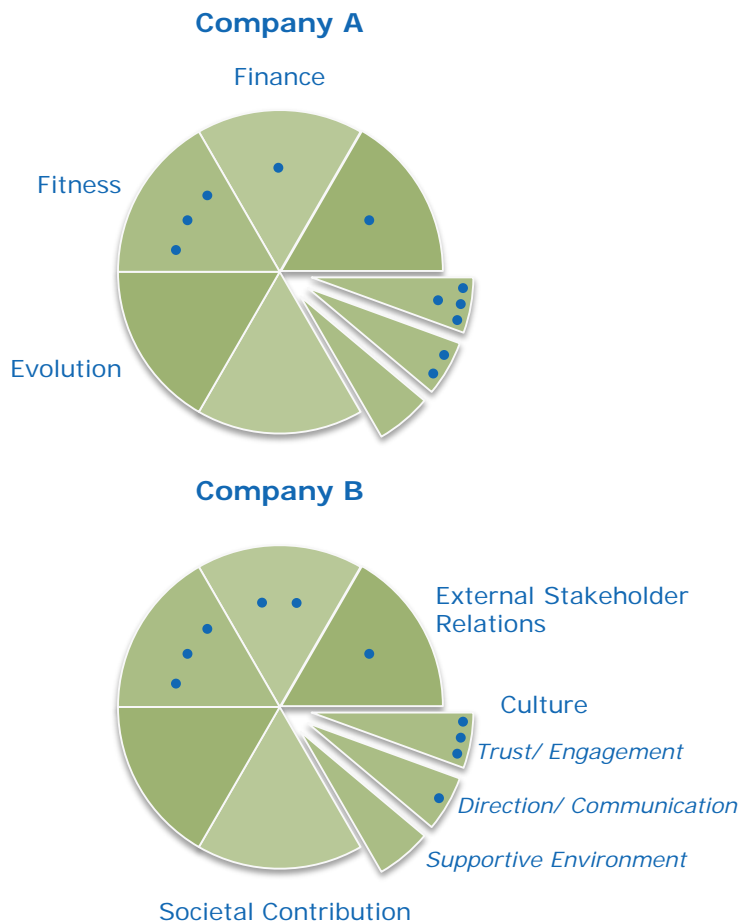 Company A
Finance
Fitness
Evolution
Company B
External Stakeholder
Relations
Culture
Trust/ Engagement
Direction/ Communication
Supportive Environment
Societal Contribution